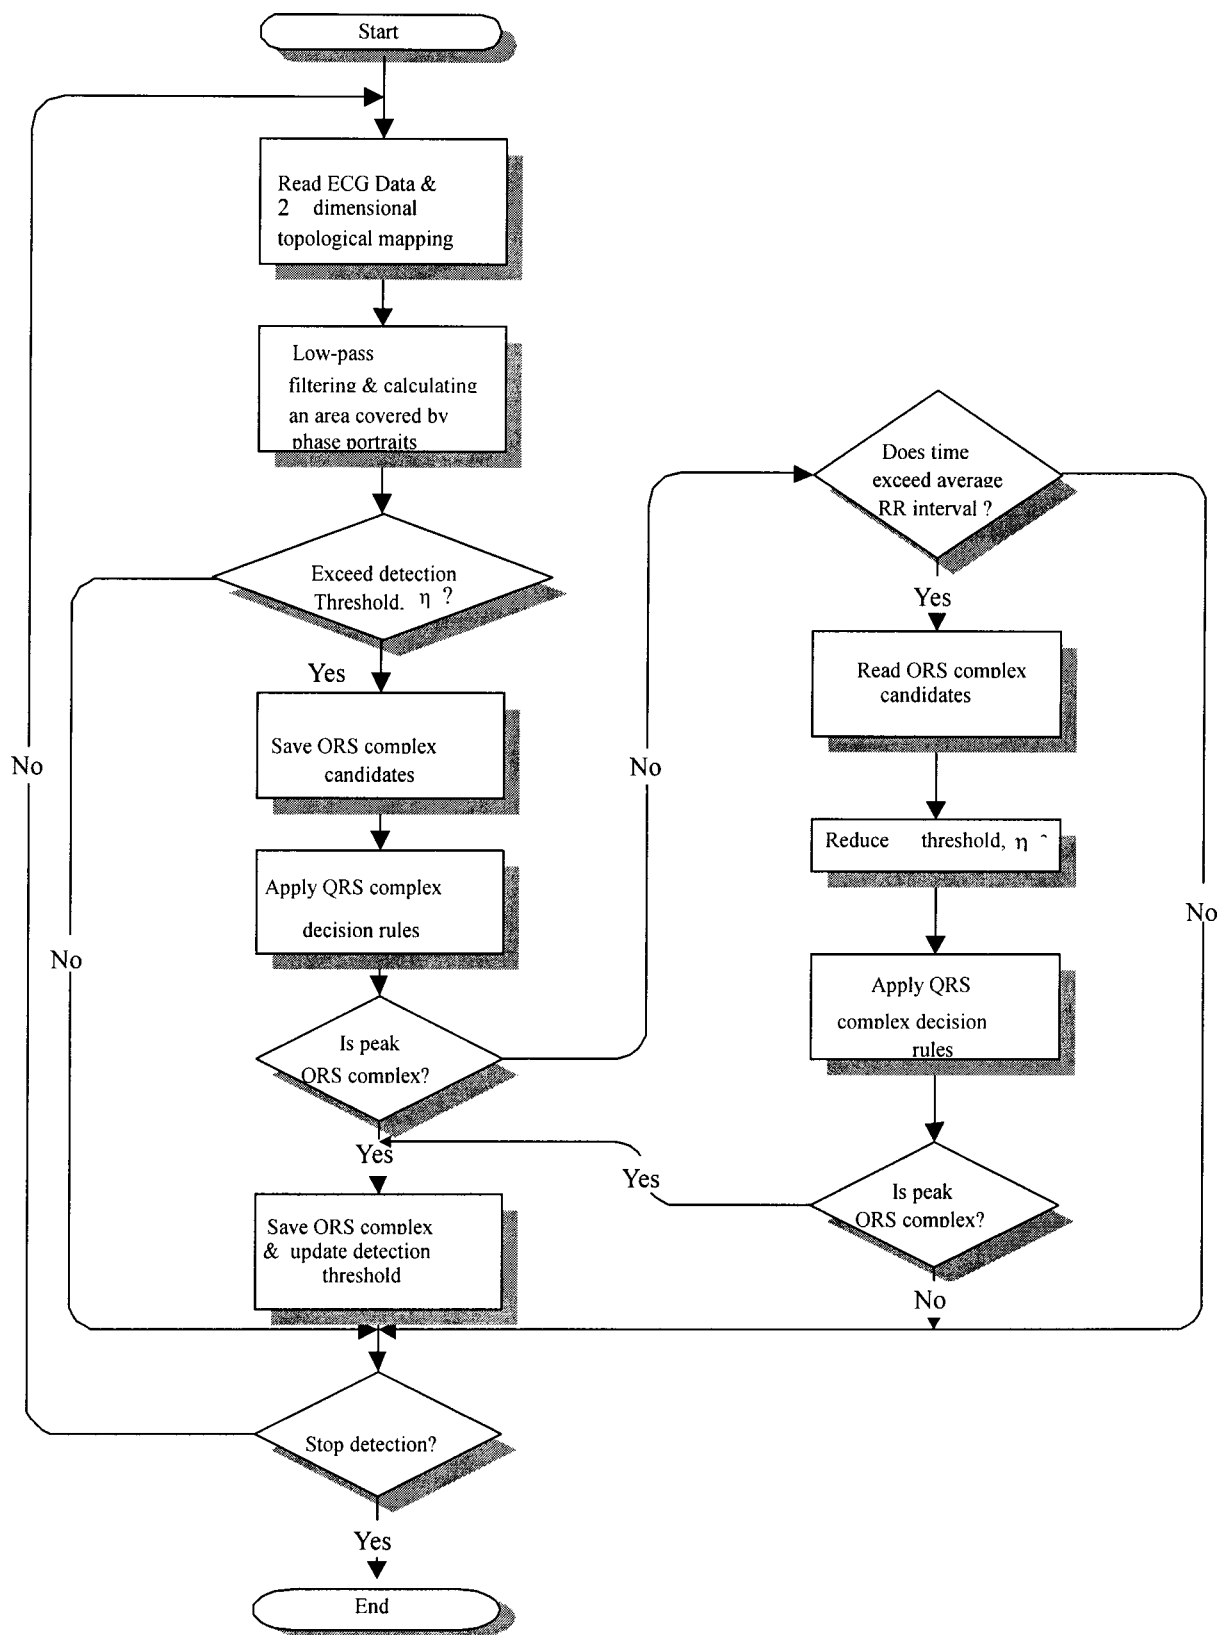 Start
Read ECG Data &
2 dimensional
topological mapping
Low-pass
filtering & calculating
an area covered by
phase portraits
Exceed detection
Threshold, η ?
Yes
No
Save QRS complex
candidates
Apply QRS complex
decision rules
Is peak
QRS complex?
No
Yes
Save QRS complex
& update detection
threshold
Stop detection?
No
Yes
End
Does time
exceed average
RR interval ?
Yes
No
Read QRS complex
candidates
Reduce threshold, η
Apply QRS
complex decision
rules
Is peak
QRS complex?
Yes
No